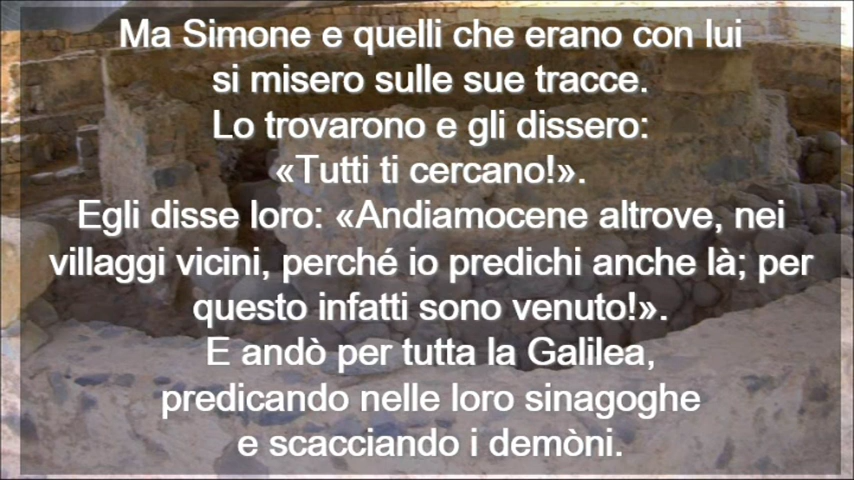 Ma Simone e quelli che erano con lui
si misero sulle sue tracce.
Lo trovarono e gli dissero:
«Tutti ti cercano!».
Egli disse loro: «Andiamocene altrove, nei
villaggi vicini, perché io predichi anche là; per
questo infatti sono venuto!».
E andò per tutta la Galilea,
predicando nelle loro sinagoghe
e scacciando i demòni.